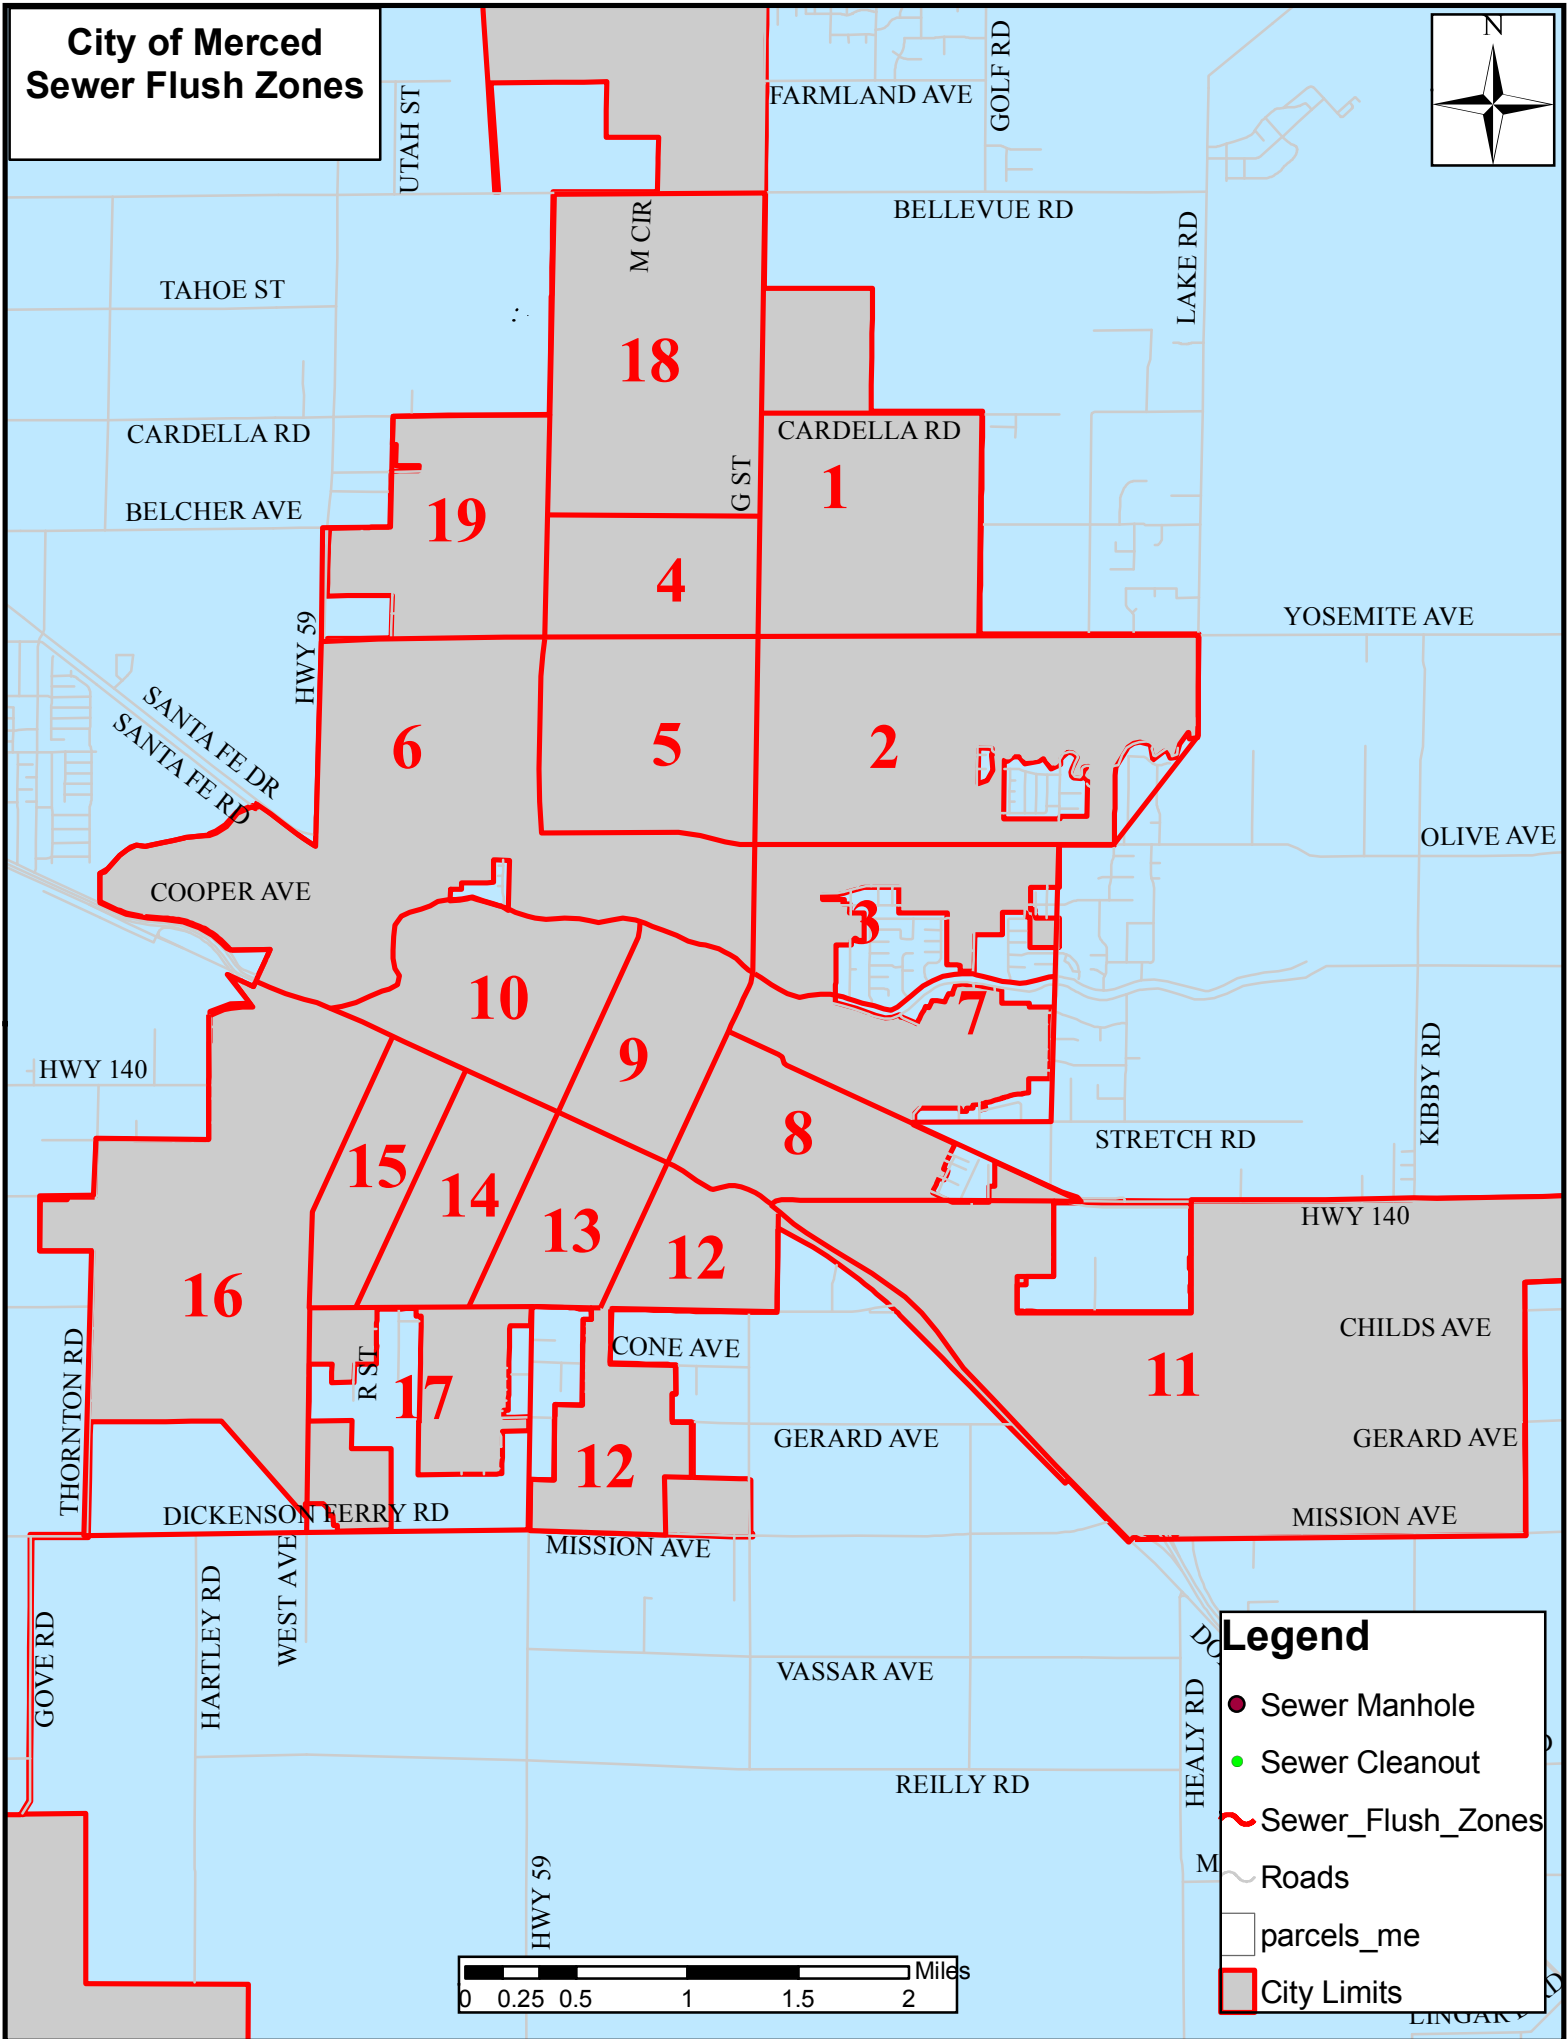 City of Merced
Sewer Flush Zones
N
UTAH ST
FARMLAND AVE
GOLF RD
BELLEVUE RD
M CIR
LAKE RD
TAHOE ST
18
CARDELLA RD
CARDELLA RD
G ST
1
BELCHER AVE
19
4
HWY 59
YOSEMITE AVE
SANTA FE DR
SANTA FE RD
6
5
2
OLIVE AVE
COOPER AVE
3
10
7
9
HWY 140
KIBBY RD
8
STRETCH RD
15
14
13
12
HWY 140
16
CHILDS AVE
CONE AVE
THORNTON RD
R ST
17
11
GERARD AVE
GERARD AVE
12
DICKENSON FERRY RD
MISSION AVE
MISSION AVE
WEST AVE
HARTLEY RD
GOVE RD
VASSAR AVE
HEALY RD
REILLY RD
HWY 59
Legend
Sewer Manhole
Sewer Cleanout
Sewer_Flush_Zones
Roads
parcels_me
City Limits
Miles
0 0.25 0.5 1 1.5 2